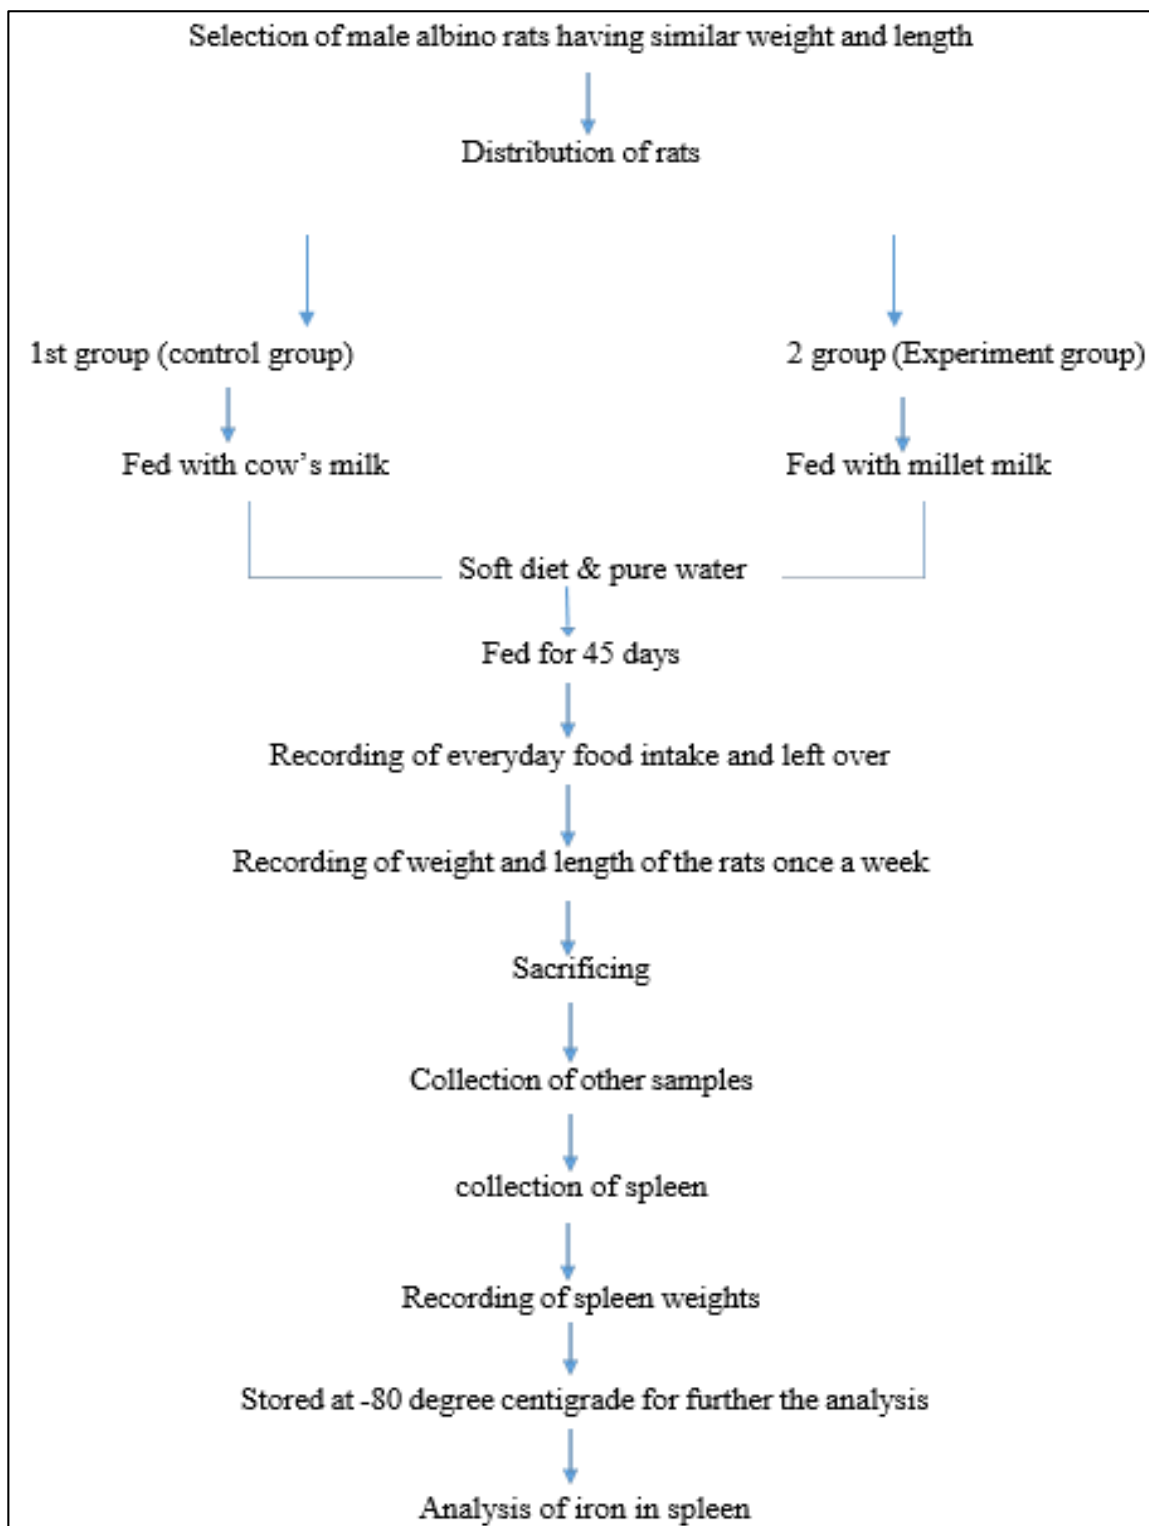 Selection of male albino rats having similar weight and length
Distribution of rats
1st group (control group)
2 group (Experiment group)
Fed with cow’s milk
Fed with millet milk
Soft diet & pure water
Fed for 45 days
Recording of everyday food intake and left over
Recording of weight and length of the rats once a week
Sacrificing
Collection of other samples
collection of spleen
Recording of spleen weights
Stored at -80 degree centigrade for further the analysis
Analysis of iron in spleen